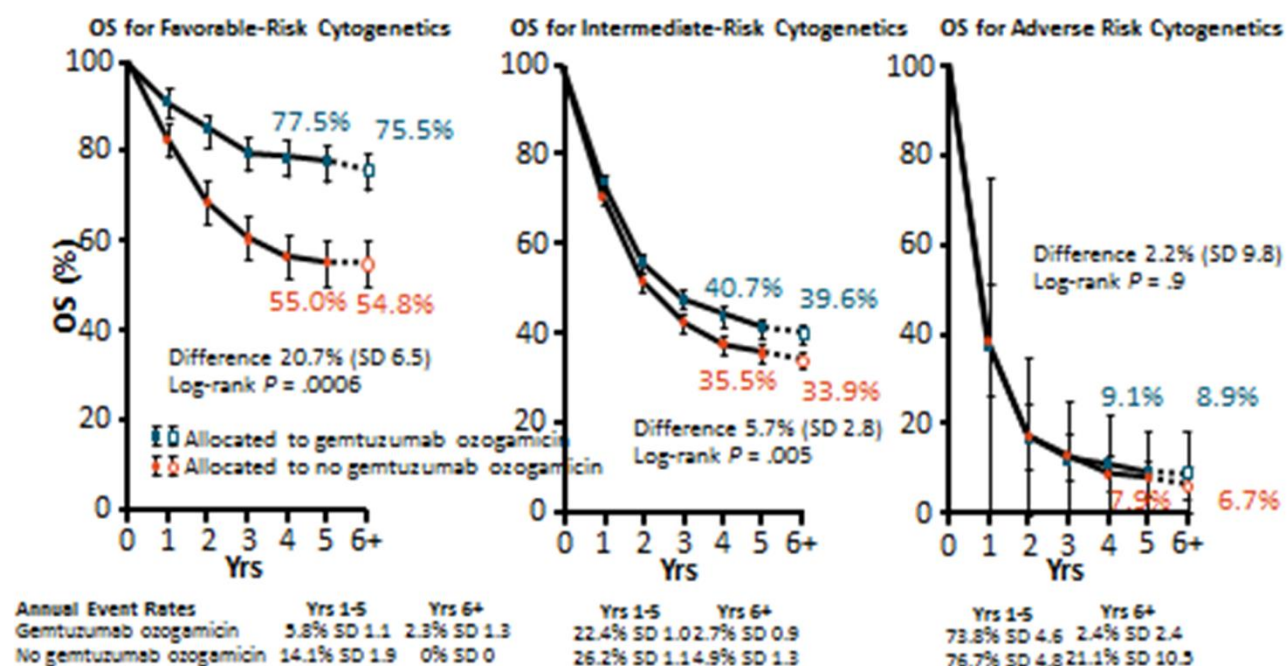 OS for Favorable-Risk Cytogenetics
100
80
60
40
20
0
OS (%)
77.5% 75.5%
55.0% 54.8%
Difference 20.7% (SD 6.5)
Log-rank P = .0006
Allocated to gemtuzumab ozogamicin
Allocated to no gemtuzumab ozogamicin
0 1 2 3 4 5 6+
Yrs
OS for Intermediate-Risk Cytogenetics
100
80
60
40
20
0
40.7% 39.6%
35.5% 33.9%
Difference 5.7% (SD 2.8)
Log-rank P = .005
0 1 2 3 4 5 6+
Yrs
OS for Adverse Risk Cytogenetics
100
80
60
40
20
0
Difference 2.2% (SD 9.8)
Log-rank P = .9
9.1% 8.9%
7.9% 6.7%
0 1 2 3 4 5 6+
Yrs
Annual Event Rates Yrs 1-5 Yrs 6+ Yrs 1-5 Yrs 6+ Yrs 1-5 Yrs 6+
Gemtuzumab ozogamicin 5.8% SD 1.1 2.3% SD 1.3 22.4% SD 1.0 2.7% SD 0.9 73.8% SD 4.6 2.4% SD 2.4
No gemtuzumab ozogamicin 14.1% SD 1.9 0% SD 0 26.2% SD 1.1 4.9% SD 1.3 76.7% SD 4.8 21.1% SD 10.5